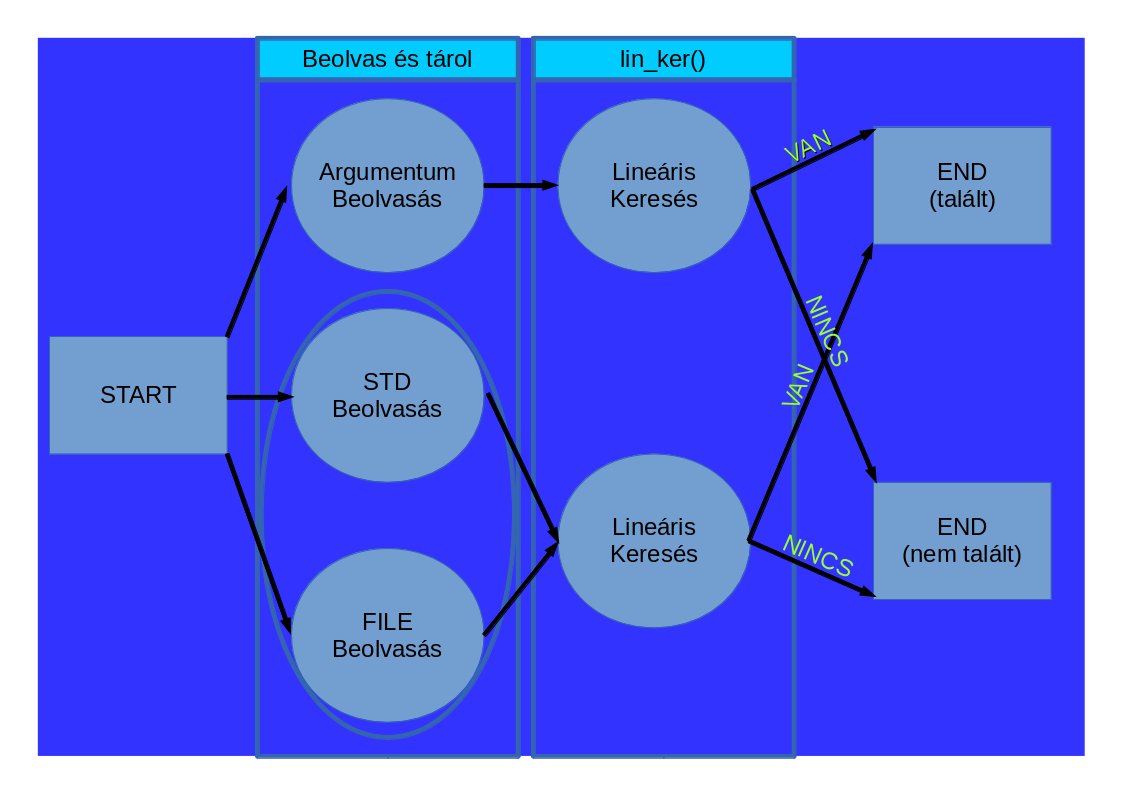 Beolvas és tárol
lin_ker()
Argumentum
Beolvasás
Lineáris
Keresés
VAN
END
(talált)
START
STD
Beolvasás
NINCS
VAN
Lineáris
Keresés
NINCS
END
(nem talált)
FILE
Beolvasás